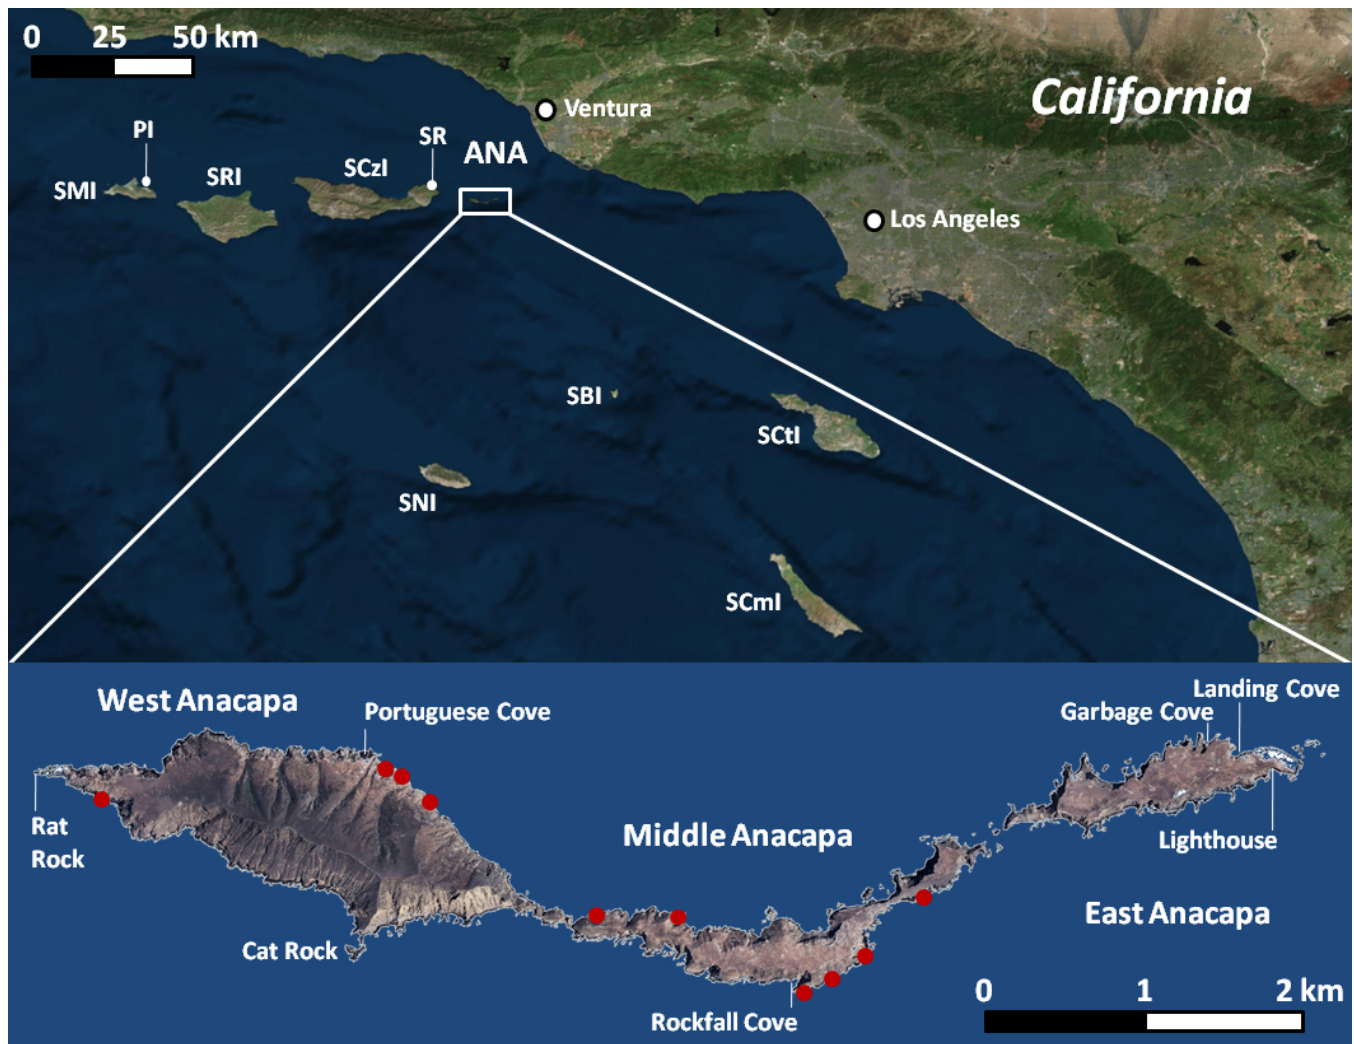 0 25 50 km
California
Ventura
PI
SR
ANA
SCzI
SRI
SMI
Los Angeles
SBI
SCtI
SNI
SCmI
Landing Cove
West Anacapa
Portuguese Cove
Garbage Cove
Rat
Rock
Middle Anacapa
Lighthouse
East Anacapa
Cat Rock
0 1 2 km
Rockfall Cove